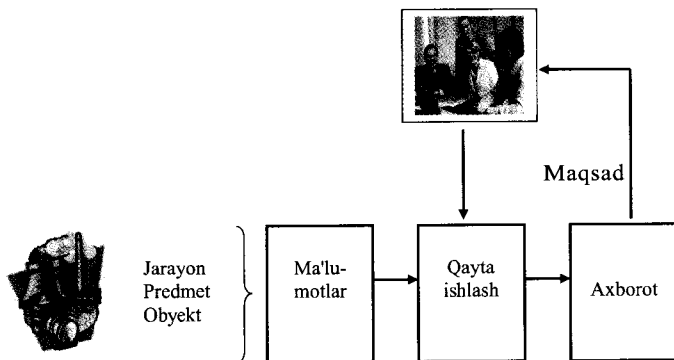 Maqsad
Jarayon
Predmet
Obyekt
Ma'lu-
motlar
Qayta
ishlash
Axborot